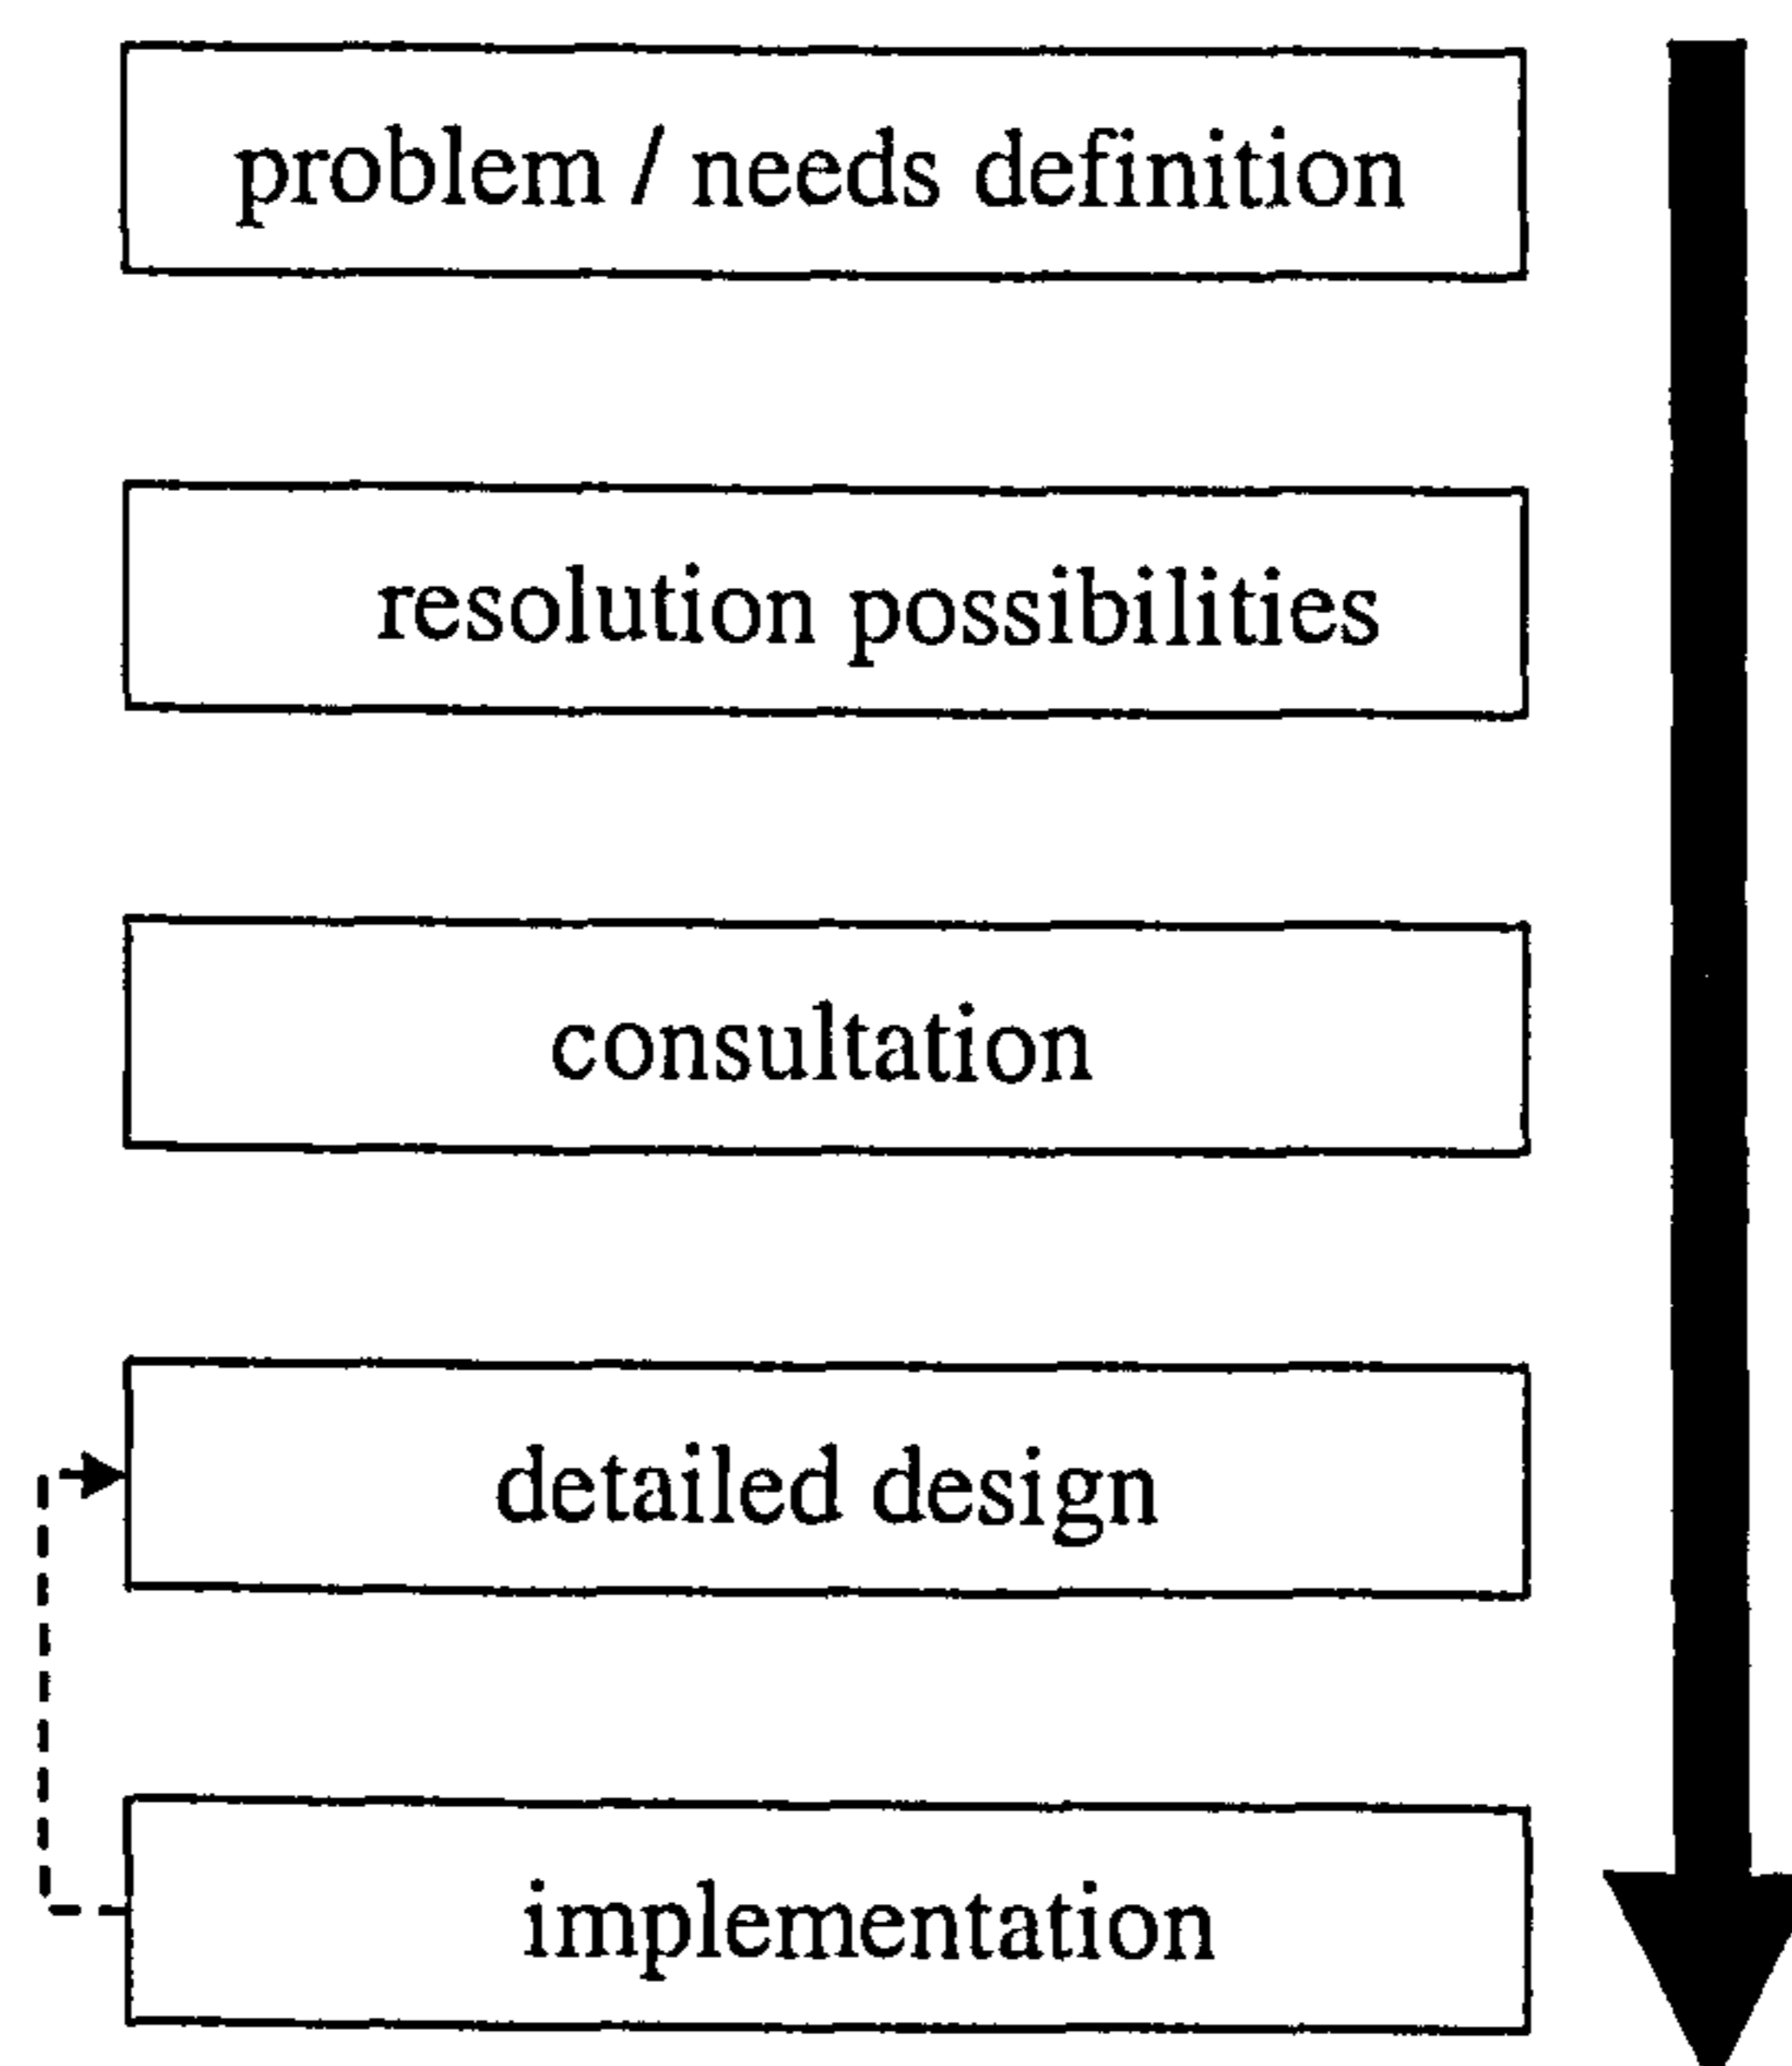 problem / needs definition
resolution possibilities
consultation
detailed design
implementation